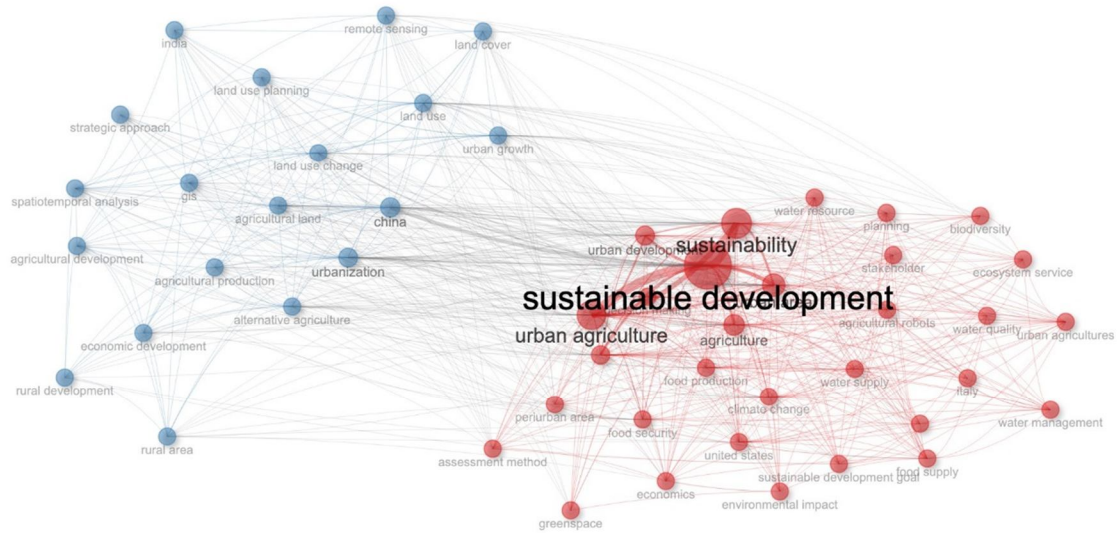 remote sensing
india
land cover
land use planning
land use
strategic approach
urban growth
land use change
spatiotemporal analysis
gis
agricultural land
china
water resource
planning
biodiversity
urban development
sustainability
agricultural development
urbanization
agricultural production
stakeholder
ecosystem service
sustainable development
alternative agriculture
agricultural robots
water quality
urban agricultures
urban agriculture
agriculture
economic development
rural development
food production
water supply
italy
climate change
periurban area
food security
water management
rural area
assessment method
united states
sustainable development goal
food supply
economics
environmental impact
greenspace